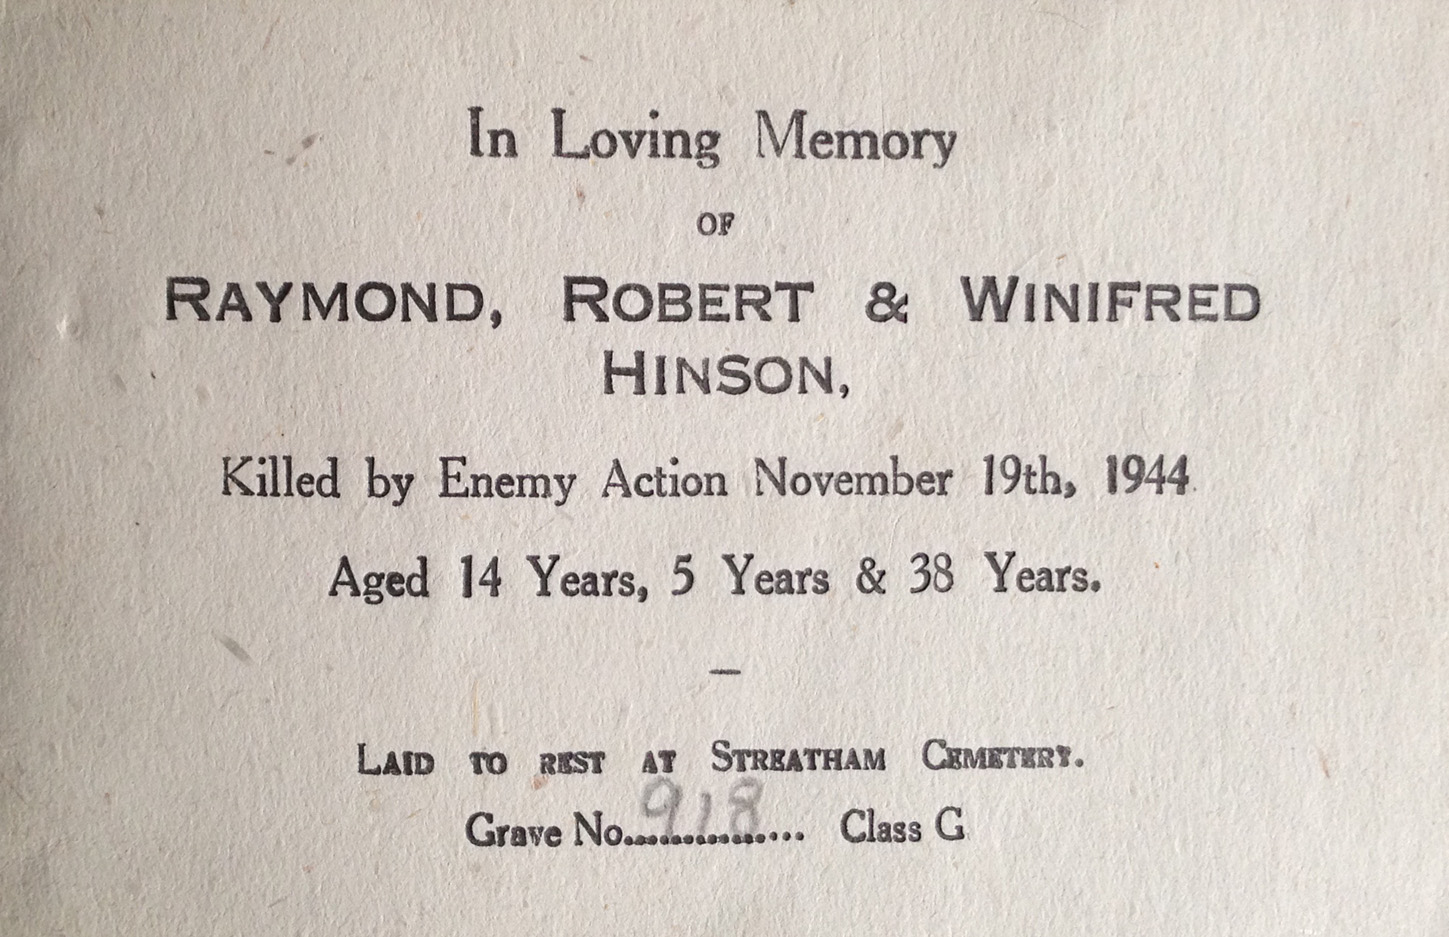 In Loving Memory
OF
RAYMOND, ROBERT & WINIFRED
HINSON,
Killed by Enemy Action November 19th, 1944.
Aged 14 Years, 5 Years & 38 Years.
—
LAID TO REST AT STREATHAM CEMETERY.
Grave No. 918 ............... Class G